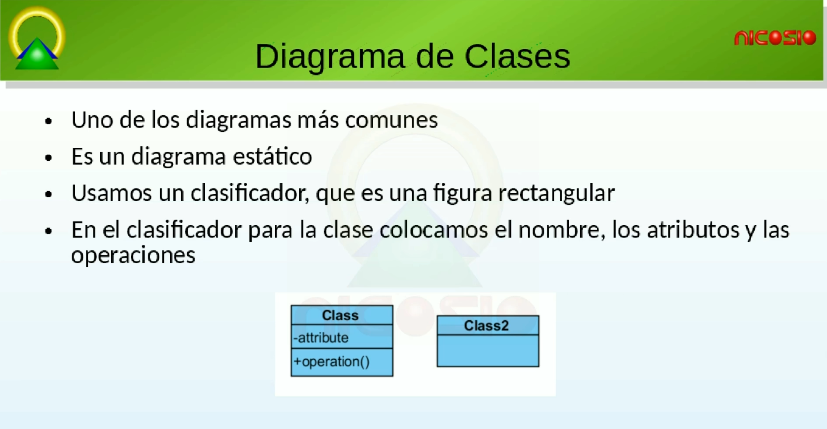 Diagrama de Clases
NICOSIO
• Uno de los diagramas más comunes
• Es un diagrama estático
• Usamos un clasificador, que es una figura rectangular
• En el clasificador para la clase colocamos el nombre, los atributos y las
operaciones
NICOSIO
Class
-attribute
+operation()
Class2